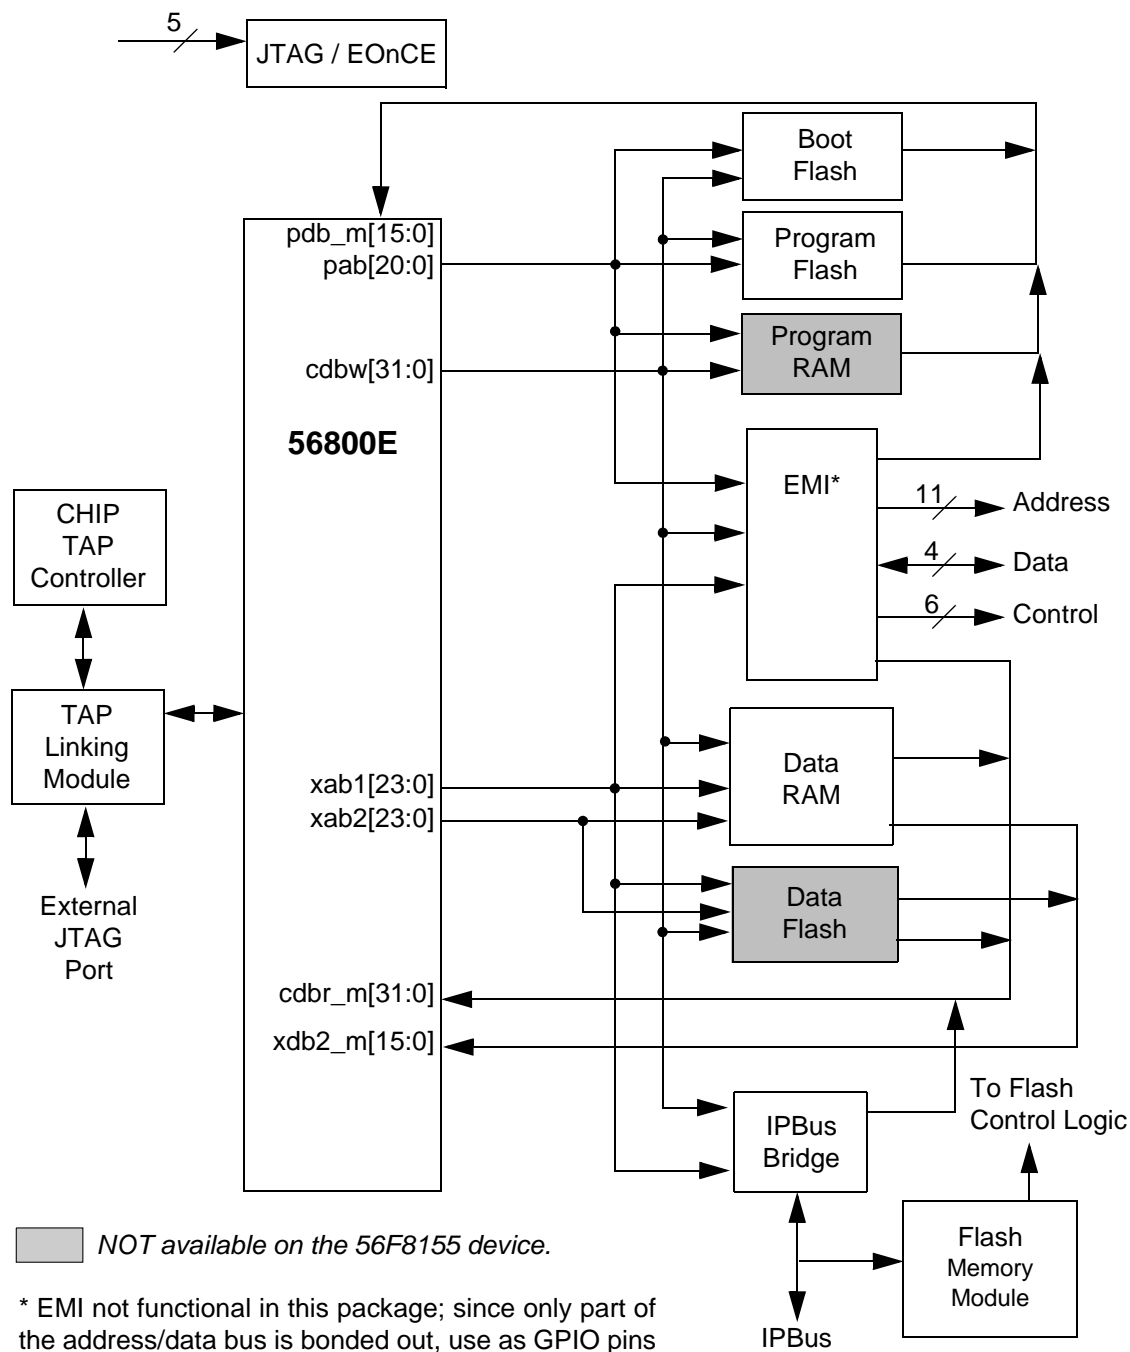 5
JTAG / EOnCE
Boot
Flash
pdb_m[15:0]
pab[20:0]
Program
Flash
cdbw[31:0]
Program
RAM
56800E
EMI*
11
Address
4
Data
6
Control
CHIP
TAP
Controller
TAP
Linking
Module
External
JTAG
Port
xab1[23:0]
xab2[23:0]
Data
RAM
Data
Flash
cdbr_m[31:0]
xdb2_m[15:0]
To Flash
Control Logic
IPBus
Bridge
Flash
Memory
Module
IPBus
NOT available on the 56F8155 device.
* EMI not functional in this package; since only part of
the address/data bus is bonded out, use as GPIO pins